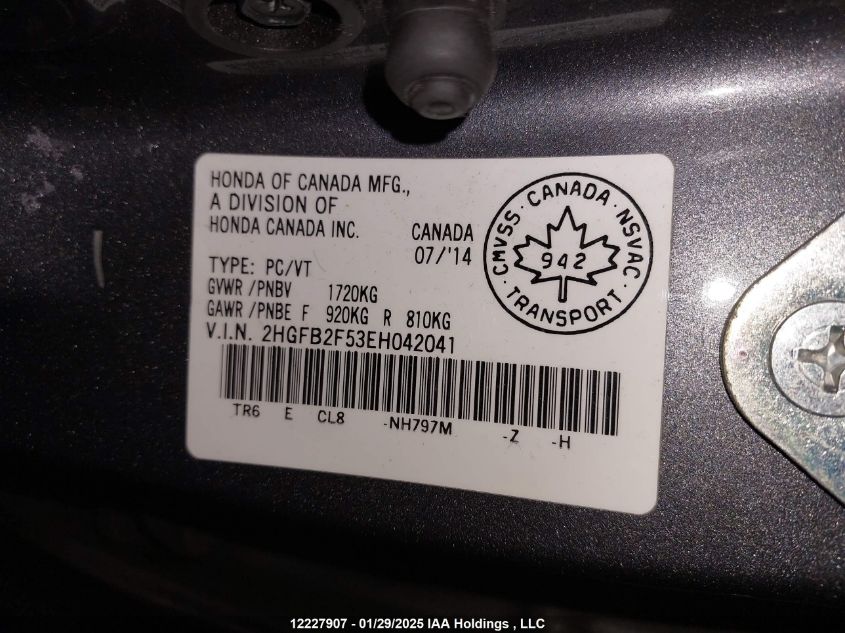 HONDA OF CANADA MFG.,
A DIVISION OF
HONDA CANADA INC.
CANADA
07/'14
TYPE: PC/VT
GVWR /PNBV 1720KG
GAWR /PNBE F 920KG R 810KG
V.I.N. 2HGFB2F53EH042041
TR6 E CL8 -NH797M -Z -H
CMVSS · CANADA · NSVAC · TRANSPORT ·
942
12227907 - 01/29/2025 IAA Holdings , LLC